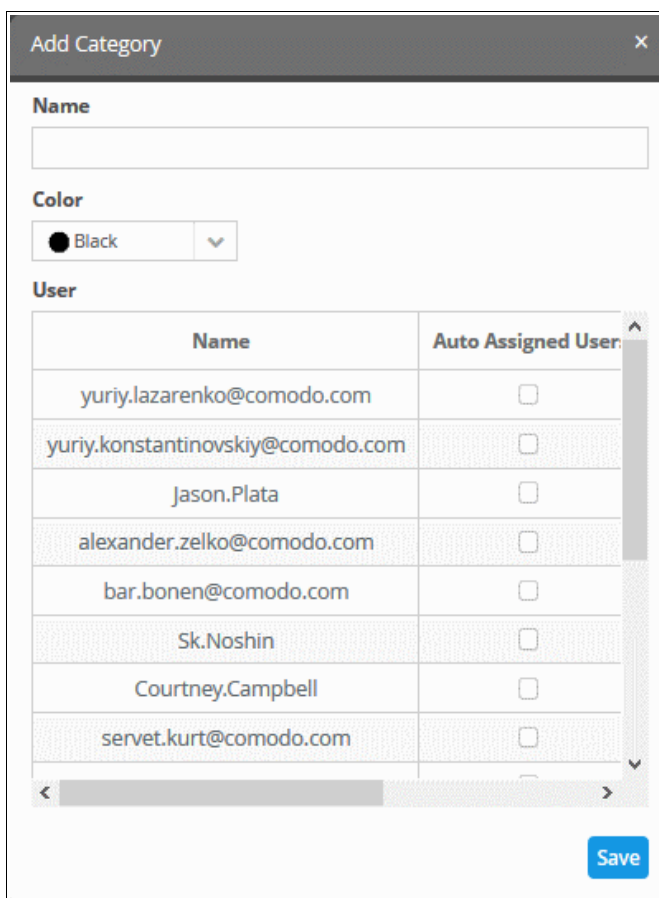 Add Category ×
Name
Color
Black
User
Name Auto Assigned User
yuriy.lazarenko@comodo.com
yuriy.konstantinovskiy@comodo.com
Jason.Plata
alexander.zelko@comodo.com
bar.bonen@comodo.com
Sk.Noshin
Courtney.Campbell
servet.kurt@comodo.com
Save